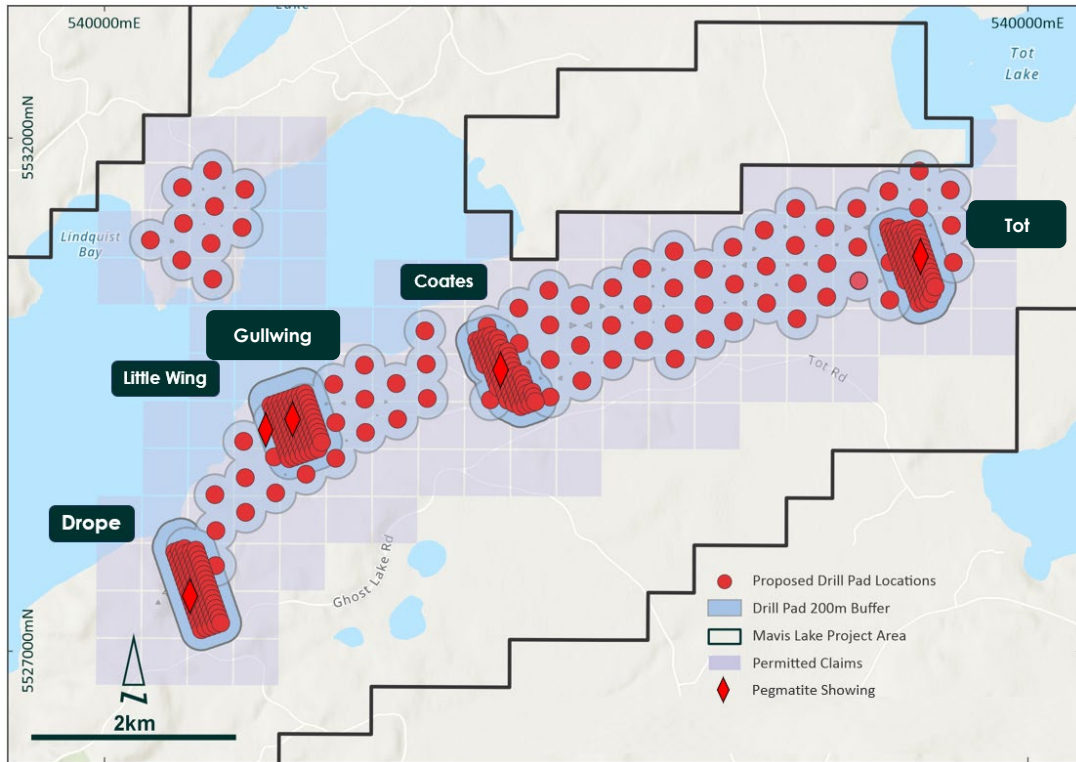 540000mE
540000mE
Lake
Tot
Lake
5532000mN
Lindquist
Bay
Tot
Coates
Gullwing
Little Wing
Tot Rd
Drope
Ghost Lake Rd
Proposed Drill Pad Locations
Drill Pad 200m Buffer
Mavis Lake Project Area
Permitted Claims
Pegmatite Showing
5527000mN
N
2km